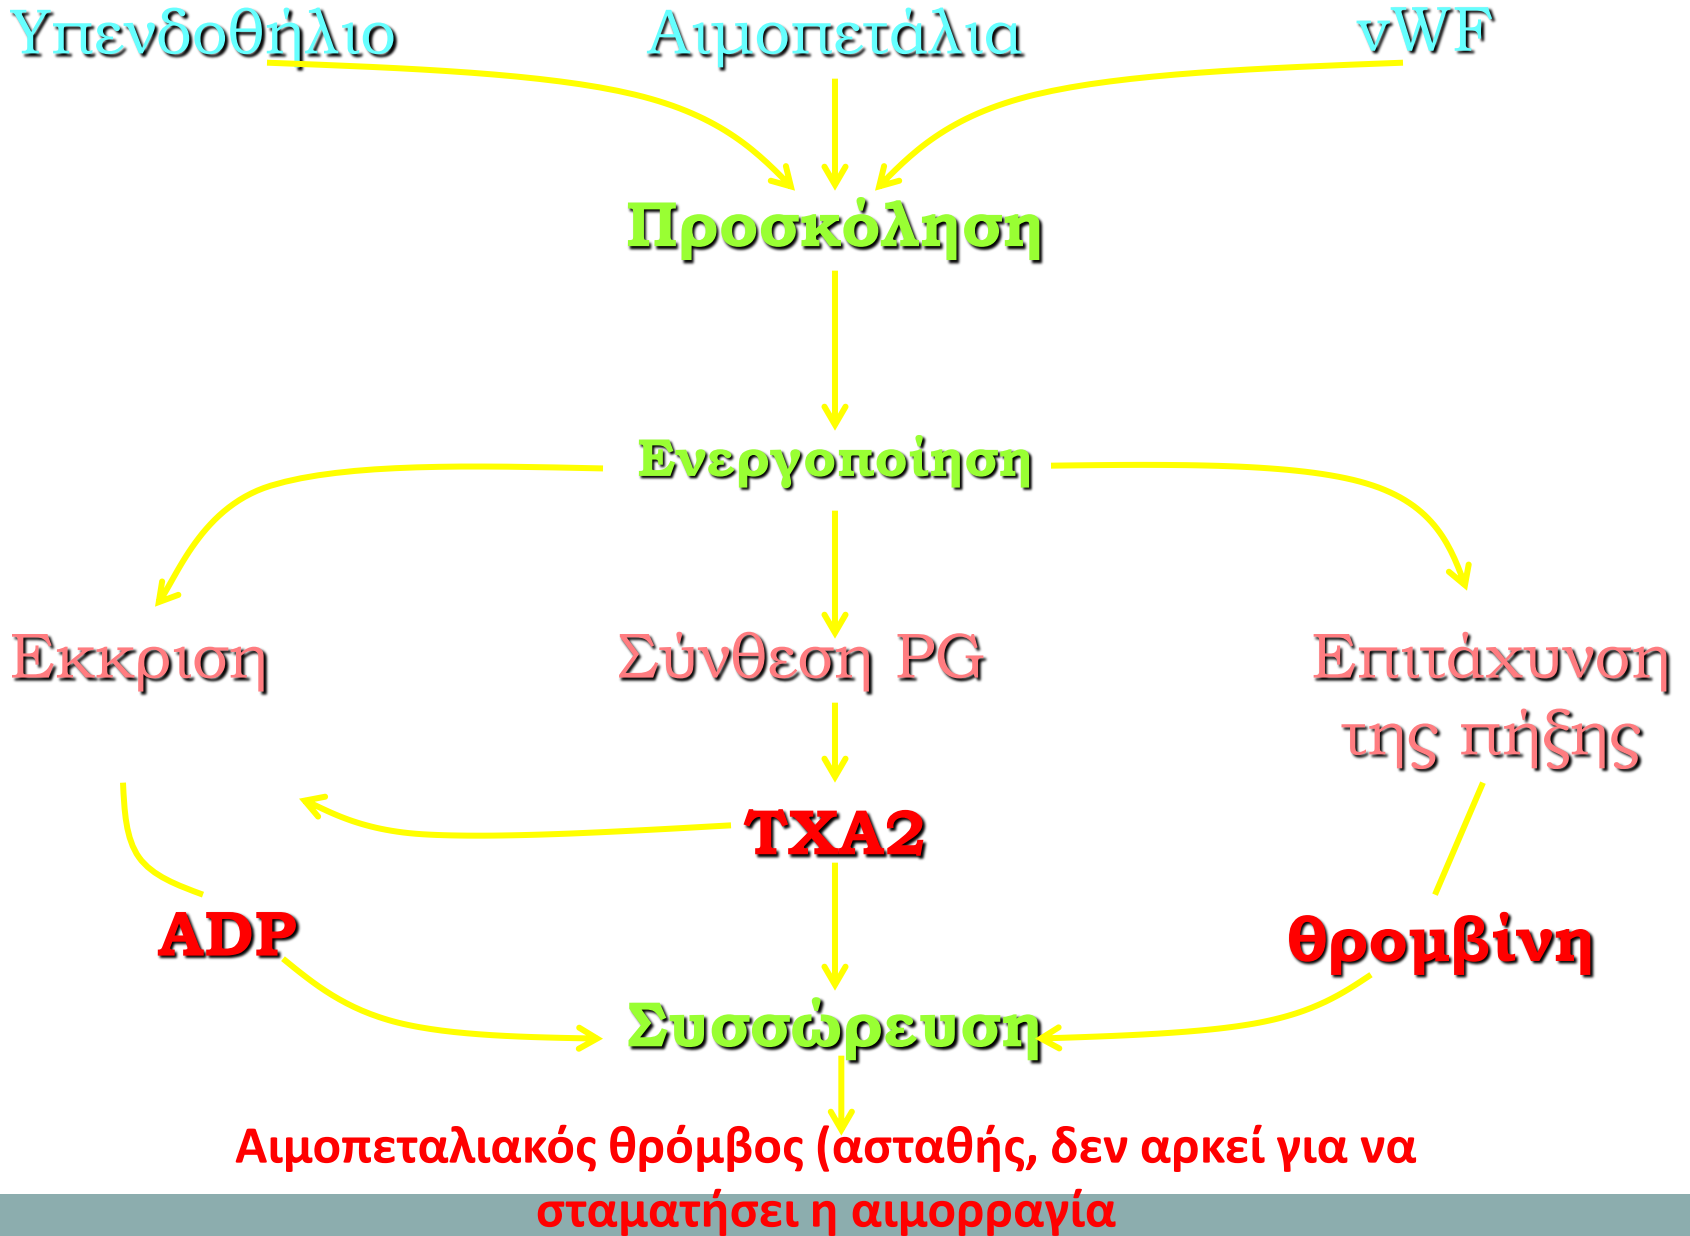 Υπενδοθήλιο Αιμοπετάλια vWF
Προσκόληση
Ενεργοποίηση
Εκκριση Σύνθεση PG Επιτάχυνση
της πήξης
TXA2
ADP θρομβίνη
Συσσώρευση
Αιμοπεταλιακός θρόμβος (ασταθής, δεν αρκεί για να
σταματήσει η αιμορραγία